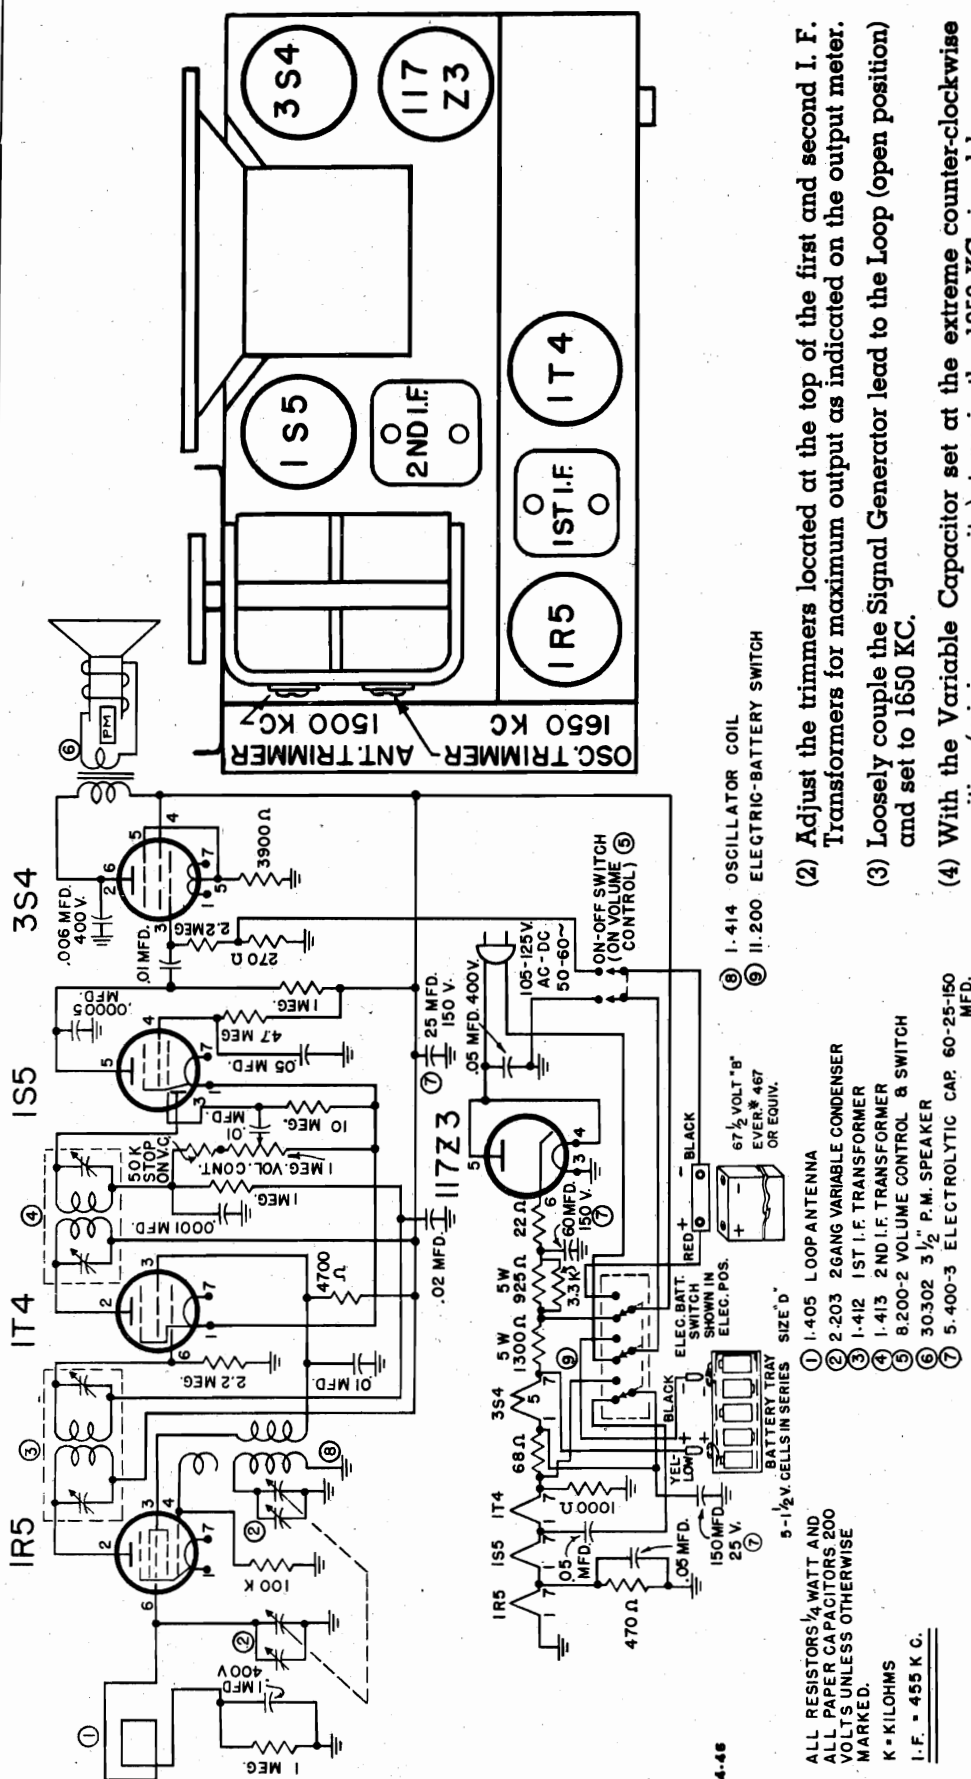 1R5
1T4
1S5
3S4
.006 MFD.
400 V.
.00005
MFD.
.01 MFD.
2.2 MEG
270 Ω
3900 Ω
1 MEG.
4.7 MEG
.05 MFD.
50 K
STOP
ON V.C.
1 MEG. VOL. CONT.
.01
MFD.
10 MEG.
1 MEG.
.0001 MFD.
4700
Ω
2.2 MEG.
.01 MFD.
.02 MFD.
25 MFD.
150 V.
100 K
400V
.1 MFD
1 MEG.
PM
117Z3
.05 MFD. 400V.
105-125V.
AC-DC
50-60~
ON-OFF SWITCH
(ON VOLUME
CONTROL) ⑤
22 Ω
60 MFD.
150 V.
5 W
925 Ω
3.3 K
5 W
1300 Ω
3S4
68 Ω
1T4
1S5
1R5
1000 Ω
.05
MFD.
.05 MFD.
470 Ω
150 MFD.
25 V.
⑦
ELEC. BATT.
SWITCH
SHOWN IN
ELEC. POS.
RED +
- BLACK
67 1/2 VOLT "B"
EVER. # 467
OR EQUIV.
YEL-
LOW
BLACK
BATTERY TRAY
5-1 1/2 V. CELLS IN SERIES SIZE "D"
ALL RESISTORS 1/4 WATT AND
ALL PAPER CAPACITORS 200
VOLTS UNLESS OTHERWISE
MARKED.
K = KILOHMS
I.F. = 455 K C.
① 1.405 LOOP ANTENNA
② 2.203 2 GANG VARIABLE CONDENSER
③ 1.412 1ST I.F. TRANSFORMER
④ 1.413 2ND I.F. TRANSFORMER
⑤ 8.200-2 VOLUME CONTROL & SWITCH
⑥ 30.302 3 1/2" P.M. SPEAKER
⑦ 5.400-3 ELECTROLYTIC CAP. 60-25-150
MFD.
⑧ 1.414 OSCILLATOR COIL
⑨ 11.200 ELECTRIC-BATTERY SWITCH
OSC. TRIMMER
1650 KC
ANT. TRIMMER
1500 KC
1R5
1ST I.F.
1T4
1S5
2ND I.F.
3S4
117
Z3
(2) Adjust the trimmers located at the top of the first and second I. F.
Transformers for maximum output as indicated on the output meter.
(3) Loosely couple the Signal Generator lead to the Loop (open position)
and set to 1650 KC.
(4) With the Variable Capacitor set at the extreme counter-clockwise